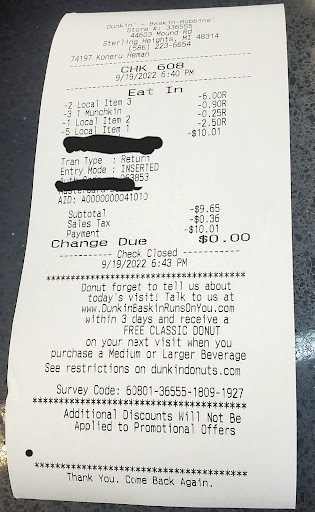 Dunkin' - Baskin-Robbins'
Store #: 336555
44603 Mound Rd
Sterling Heights, MI 48314
(586) 223-6654
74197 Koneru Heman
CHK 608
9/19/2022 6:40 PM
Eat In
-2 Local Item 3 -6.00R
-3 1 Munchkin -0.90R
-1 Local Item 2 -0.25R
-5 Local Item 1 -2.50R
-$10.01
Tran Type : Return
Entry Mode : INSERTED
AID: A0000000041010
Subtotal -$9.65
Sales Tax -$0.36
Payment -$10.01
Change Due $0.00
----------- Check Closed -----------
9/19/2022 6:43 PM
Donut forget to tell us about
today's visit! Talk to us at
www.DunkinBaskinRunsOnYou.com
within 3 days and receive a
FREE CLASSIC DONUT
on your next visit when you
purchase a Medium or Larger Beverage
See restrictions on dunkindonuts.com
Survey Code: 60801-36555-1809-1927
Additional Discounts Will Not Be
Applied to Promotional Offers
Thank You. Come Back Again.